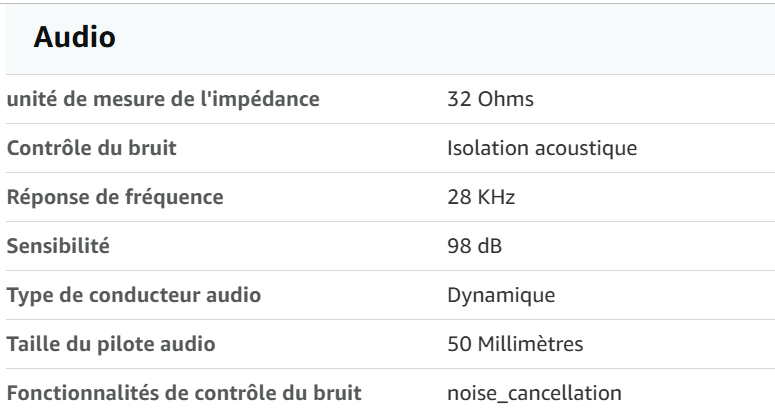 Audio
unité de mesure de l'impédance 32 Ohms
Contrôle du bruit Isolation acoustique
Réponse de fréquence 28 KHz
Sensibilité 98 dB
Type de conducteur audio Dynamique
Taille du pilote audio 50 Millimètres
Fonctionnalités de contrôle du bruit noise_cancellation